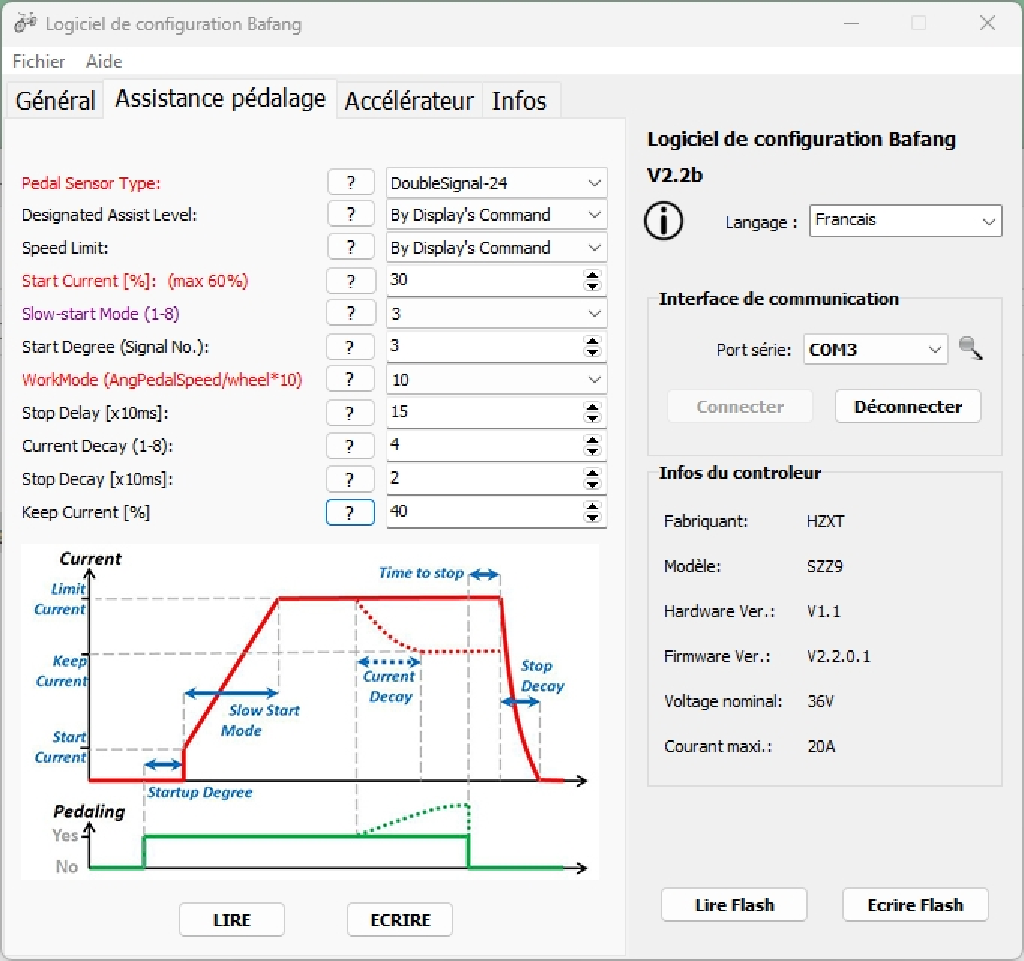 Logiciel de configuration Bafang
Fichier Aide
Général Assistance pédalage Accélérateur Infos
Pedal Sensor Type: ? DoubleSignal-24
Designated Assist Level: ? By Display's Command
Speed Limit: ? By Display's Command
Start Current [%]: (max 60%) ? 30
Slow-start Mode (1-8) ? 3
Start Degree (Signal No.): ? 3
WorkMode (AngPedalSpeed/wheel*10) ? 10
Stop Delay [x10ms]: ? 15
Current Decay (1-8): ? 4
Stop Decay [x10ms]: ? 2
Keep Current [%] ? 40
Current
Limit
Current
Keep
Current
Start
Current
Time to stop
Current
Decay
Stop
Decay
Slow Start
Mode
Startup Degree
Pedaling
Yes
No
LIRE ECRIRE
Logiciel de configuration Bafang
V2.2b
i Langage : Francais
Interface de communication
Port série: COM3
Connecter Déconnecter
Infos du controleur
Fabriquant: HZXT
Modèle: SZZ9
Hardware Ver.: V1.1
Firmware Ver.: V2.2.0.1
Voltage nominal: 36V
Courant maxi.: 20A
Lire Flash Ecrire Flash